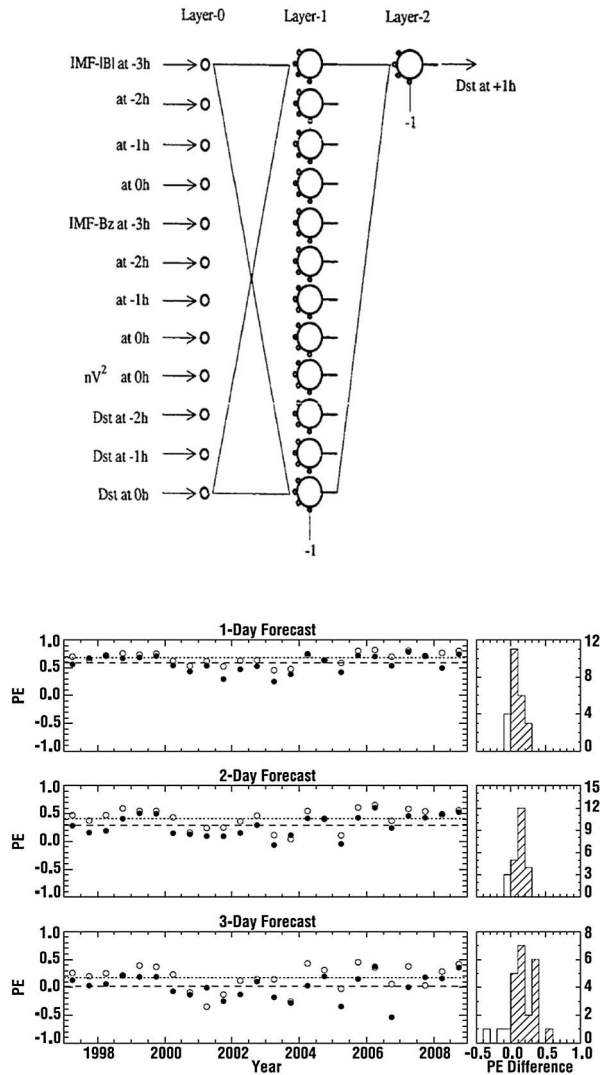 Layer-0 Layer-1 Layer-2
IMF-|B| at -3h
Dst at +1h
at -2h
-1
at -1h
at 0h
IMF-Bz at -3h
at -2h
at -1h
at 0h
nV² at 0h
Dst at -2h
Dst at -1h
Dst at 0h
-1
1-Day Forecast
1.0
0.5
0.0
-0.5
-1.0
PE
12
8
4
0
2-Day Forecast
1.0
0.5
0.0
-0.5
-1.0
PE
15
12
9
6
3
0
3-Day Forecast
1.0
0.5
0.0
-0.5
-1.0
PE
8
6
4
2
0
1998 2000 2002 2004 2006 2008
Year
-0.5 0.0 0.5 1.0
PE Difference